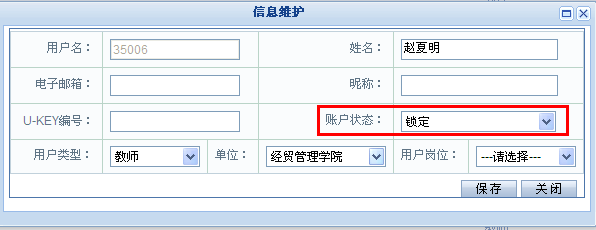 信息维护
用户名： 35006 姓名： 赵夏明
电子邮箱： 昵称：
U-KEY编号： 账户状态： 锁定
用户类型： 教师 单位： 经贸管理学院 用户岗位： ---请选择---
保存 关闭